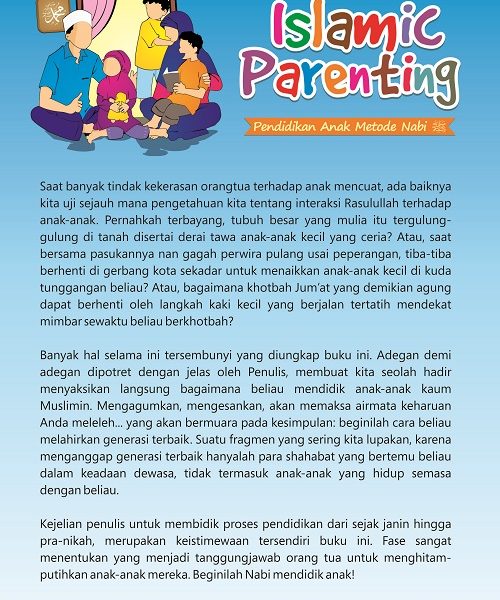 Islamic
Parenting
Pendidikan Anak Metode Nabi ﷺ
Saat banyak tindak kekerasan orangtua terhadap anak mencuat, ada baiknya
kita uji sejauh mana pengetahuan kita tentang interaksi Rasulullah terhadap
anak-anak. Pernahkah terbayang, tubuh besar yang mulia itu tergulung-
gulung di tanah disertai derai tawa anak-anak kecil yang ceria? Atau, saat
bersama pasukannya nan gagah perwira pulang usai peperangan, tiba-tiba
berhenti di gerbang kota sekadar untuk menaikkan anak-anak kecil di kuda
tunggangan beliau? Atau, bagaimana khotbah Jum'at yang demikian agung
dapat berhenti oleh langkah kaki kecil yang berjalan tertatih mendekat
mimbar sewaktu beliau berkhotbah?
Banyak hal selama ini tersembunyi yang diungkap buku ini. Adegan demi
adegan dipotret dengan jelas oleh Penulis, membuat kita seolah hadir
menyaksikan langsung bagaimana beliau mendidik anak-anak kaum
Muslimin. Mengagumkan, mengesankan, akan memaksa airmata keharuan
Anda meleleh... yang akan bermuara pada kesimpulan: beginilah cara beliau
melahirkan generasi terbaik. Suatu fragmen yang sering kita lupakan, karena
menganggap generasi terbaik hanyalah para shahabat yang bertemu beliau
dalam keadaan dewasa, tidak termasuk anak-anak yang hidup semasa
dengan beliau.
Kejelian penulis untuk membidik proses pendidikan dari sejak janin hingga
pra-nikah, merupakan keistimewaan tersendiri buku ini. Fase sangat
menentukan yang menjadi tanggungjawab orang tua untuk menghitam-
putihkan anak-anak mereka. Beginilah Nabi mendidik anak!